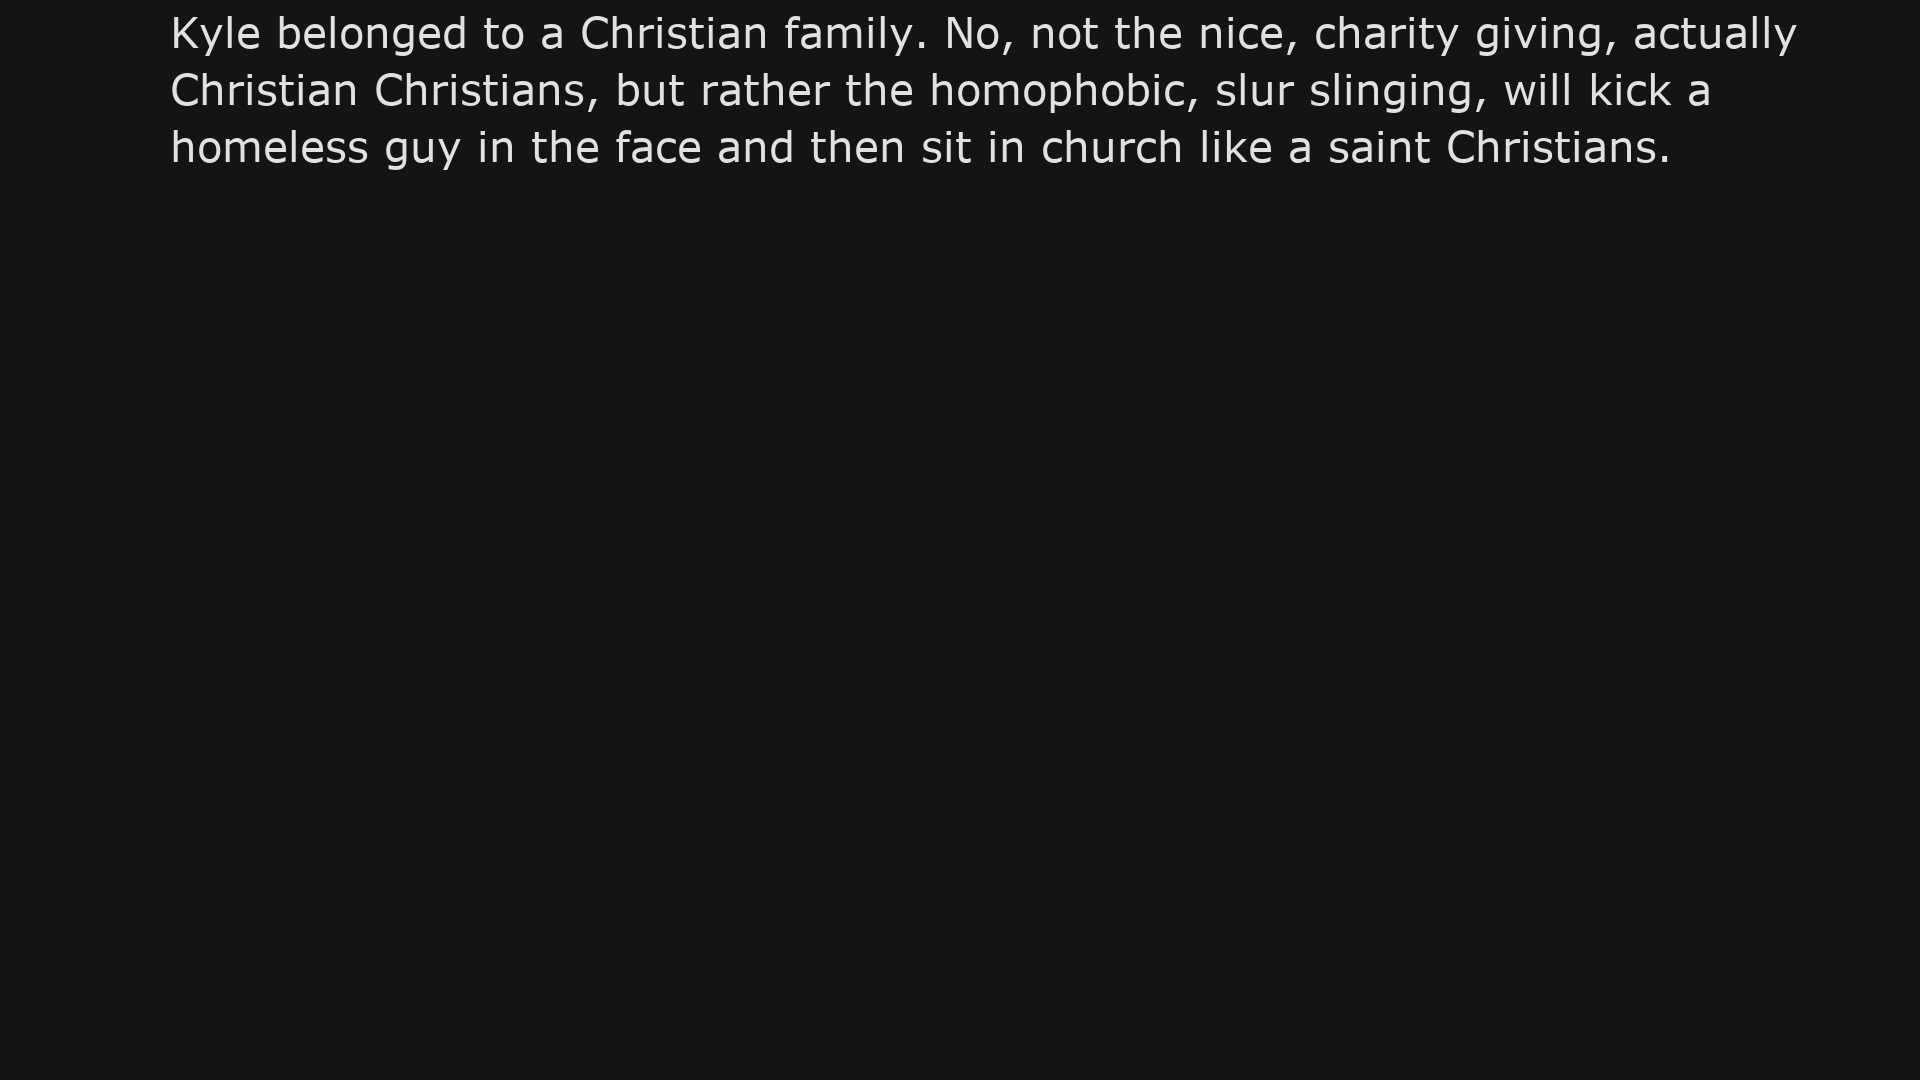 Kyle belonged to a Christian family. No, not the nice, charity giving, actually
Christian Christians, but rather the homophobic, slur slinging, will kick a
homeless guy in the face and then sit in church like a saint Christians.